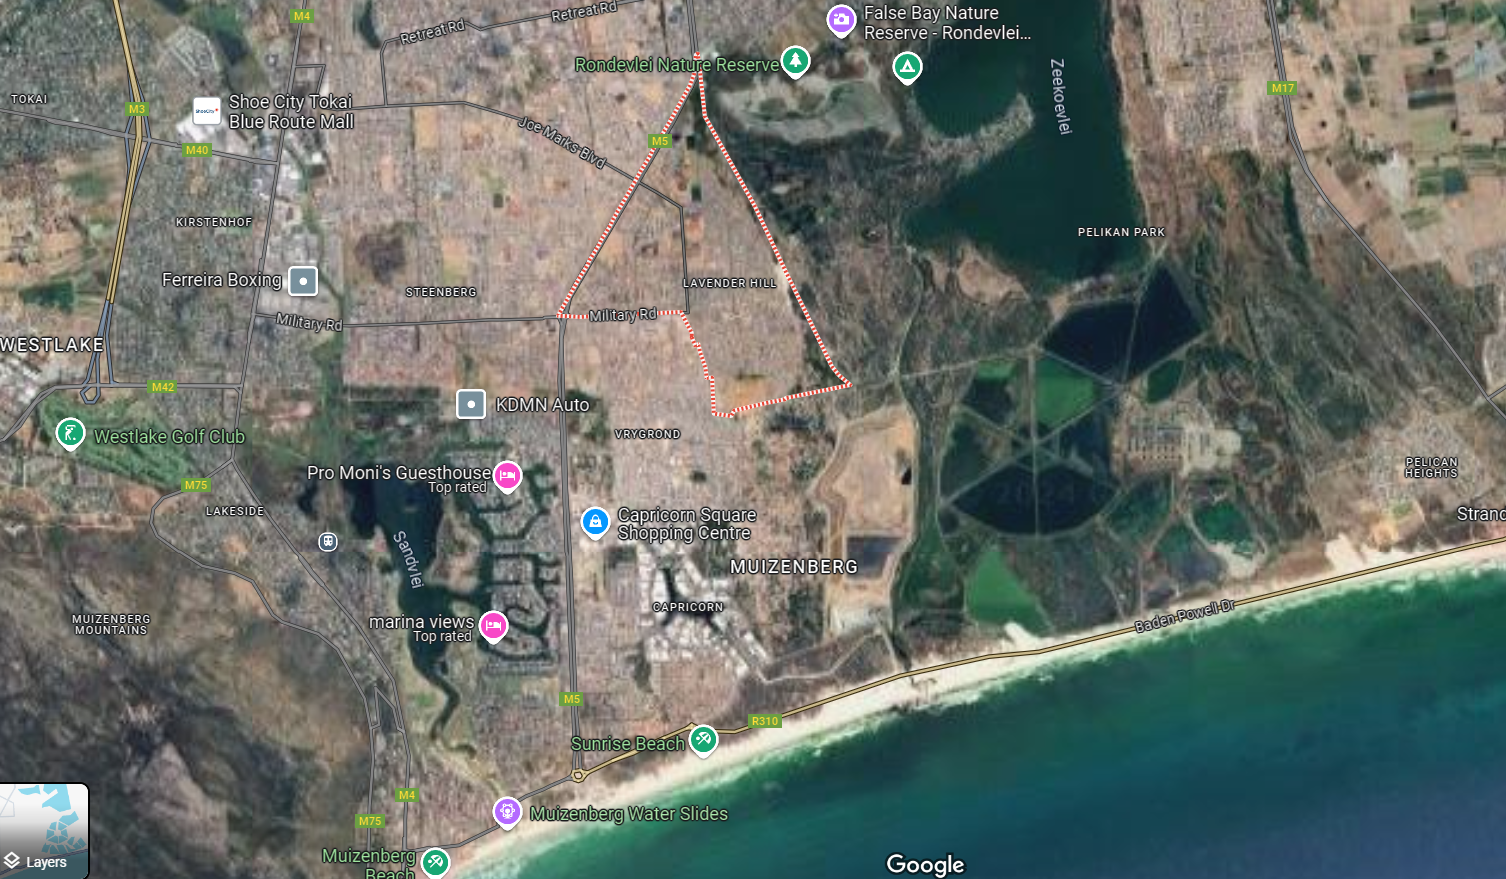 M4
Retreat Rd
Retreat Rd
False Bay Nature
Reserve - Rondevlei...
Rondevlei Nature Reserve
Zeekoevlei
M17
TOKAI
M3
ShoeCity
Shoe City Tokai
Blue Route Mall
M40
Joe Marks Blvd
M5
KIRSTENHOF
PELIKAN PARK
Ferreira Boxing
STEENBERG
LAVENDER HILL
Military Rd
Military Rd
WESTLAKE
M42
KDMN Auto
Westlake Golf Club
VRYGROND
PELICAN
HEIGHTS
Pro Moni's Guesthouse
Top rated
M75
LAKESIDE
Capricorn Square
Shopping Centre
Strand
Sandvlei
MUIZENBERG
CAPRICORN
MUIZENBERG
MOUNTAINS
marina views
Top rated
Baden Powell Dr
M5
R310
Sunrise Beach
M4
M75
Muizenberg Water Slides
Layers
Muizenberg
Beach
Google